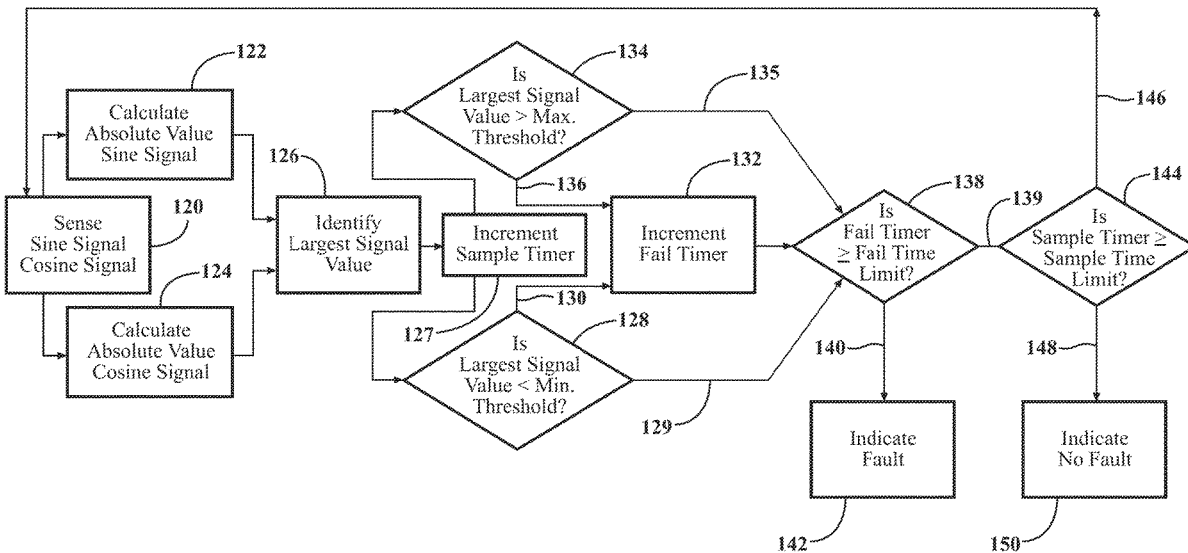 122
Calculate
Absolute Value
Sine Signal
Sense
Sine Signal
Cosine Signal
120
124
Calculate
Absolute Value
Cosine Signal
126
Identify
Largest Signal
Value
Increment
Sample Timer
127
134
Is
Largest Signal
Value > Max.
Threshold?
135
136
130
128
Is
Largest Signal
Value < Min.
Threshold?
129
132
Increment
Fail Timer
138
Is
Fail Timer
≥ Fail Time
Limit?
139
140
Indicate
Fault
142
144
Is
Sample Timer ≥
Sample Time
Limit?
146
148
Indicate
No Fault
150